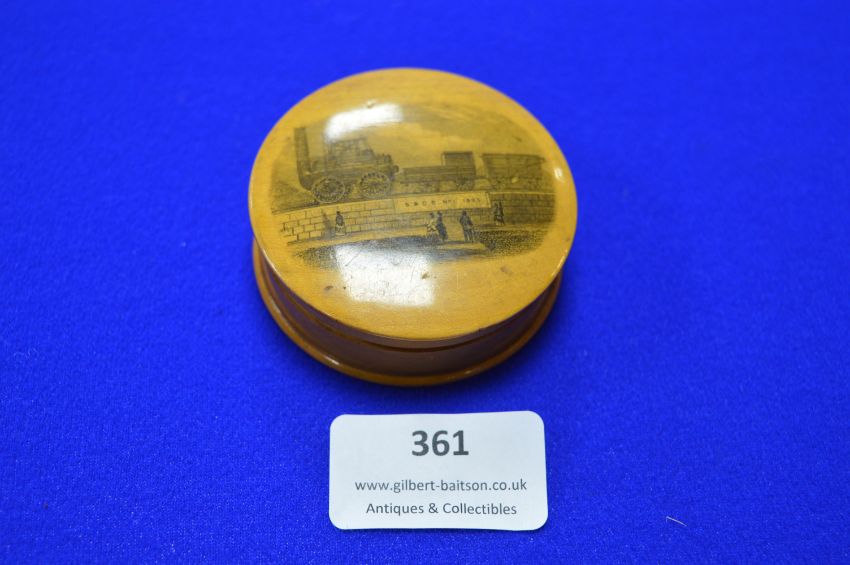 361
www.gilbert-baitson.co.uk
Antiques & Collectibles